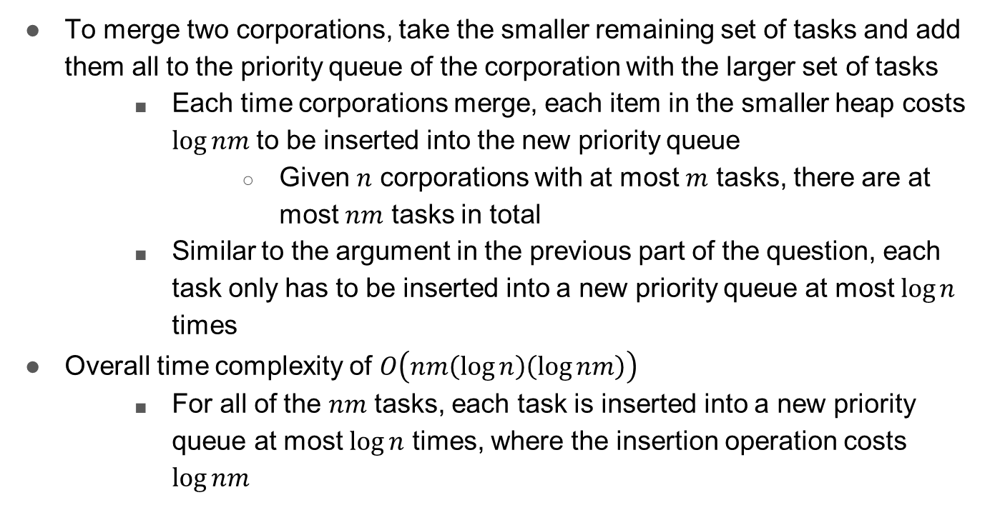 ● To merge two corporations, take the smaller remaining set of tasks and add
them all to the priority queue of the corporation with the larger set of tasks
■ Each time corporations merge, each item in the smaller heap costs
log nm to be inserted into the new priority queue
○ Given n corporations with at most m tasks, there are at
most nm tasks in total
■ Similar to the argument in the previous part of the question, each
task only has to be inserted into a new priority queue at most log n
times
● Overall time complexity of O(nm(log n)(log nm))
■ For all of the nm tasks, each task is inserted into a new priority
queue at most log n times, where the insertion operation costs
log nm